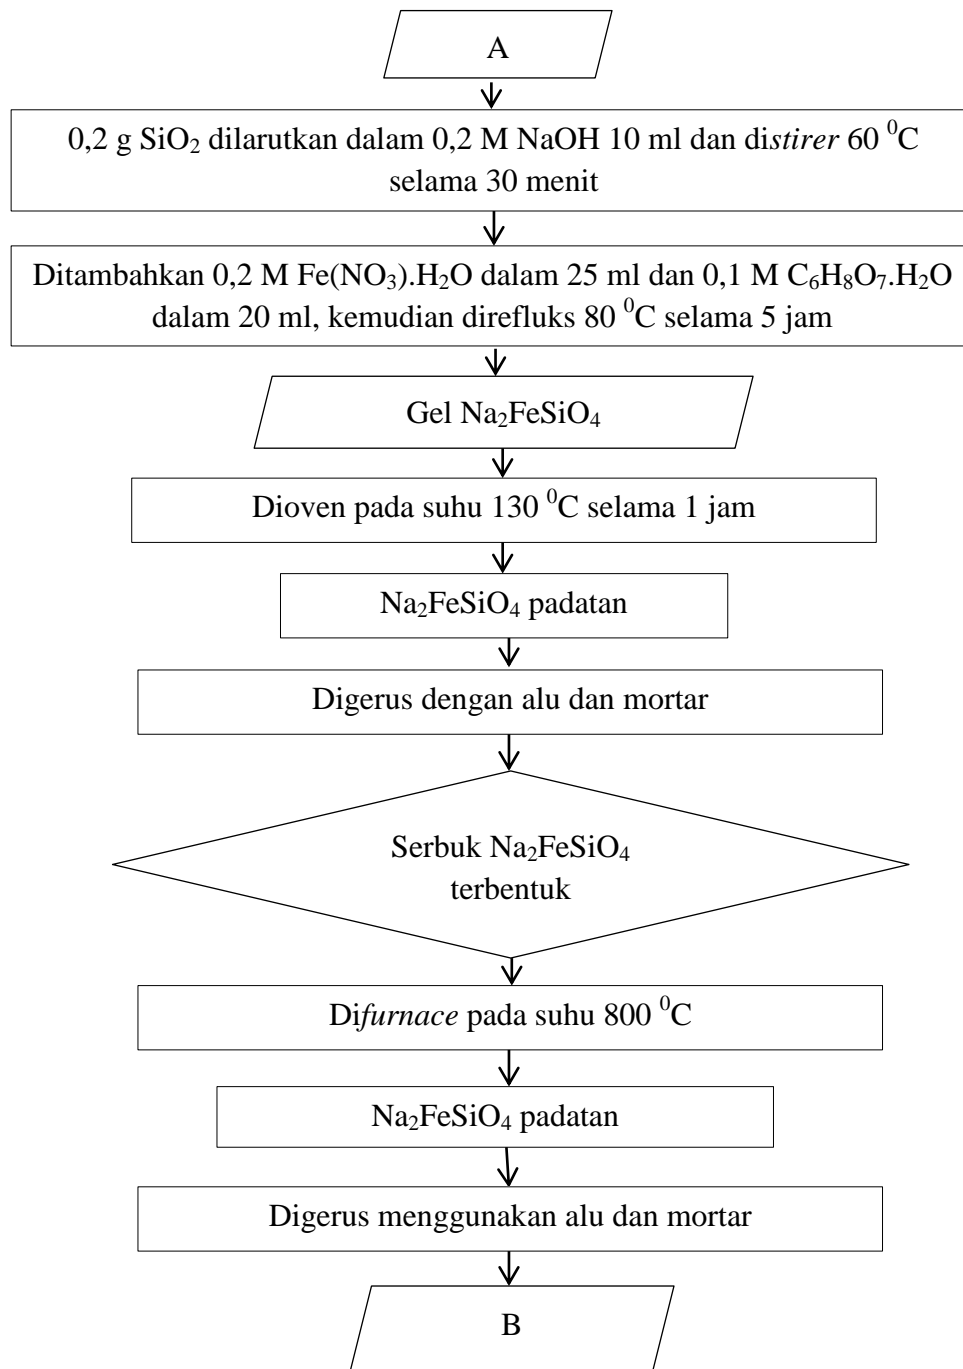 A
0,2 g SiO₂ dilarutkan dalam 0,2 M NaOH 10 ml dan distirer 60 ⁰C
selama 30 menit
Ditambahkan 0,2 M Fe(NO₃).H₂O dalam 25 ml dan 0,1 M C₆H₈O₇.H₂O
dalam 20 ml, kemudian direfluks 80 ⁰C selama 5 jam
Gel Na₂FeSiO₄
Dioven pada suhu 130 ⁰C selama 1 jam
Na₂FeSiO₄ padatan
Digerus dengan alu dan mortar
Serbuk Na₂FeSiO₄
terbentuk
Difurnace pada suhu 800 ⁰C
Na₂FeSiO₄ padatan
Digerus menggunakan alu dan mortar
B